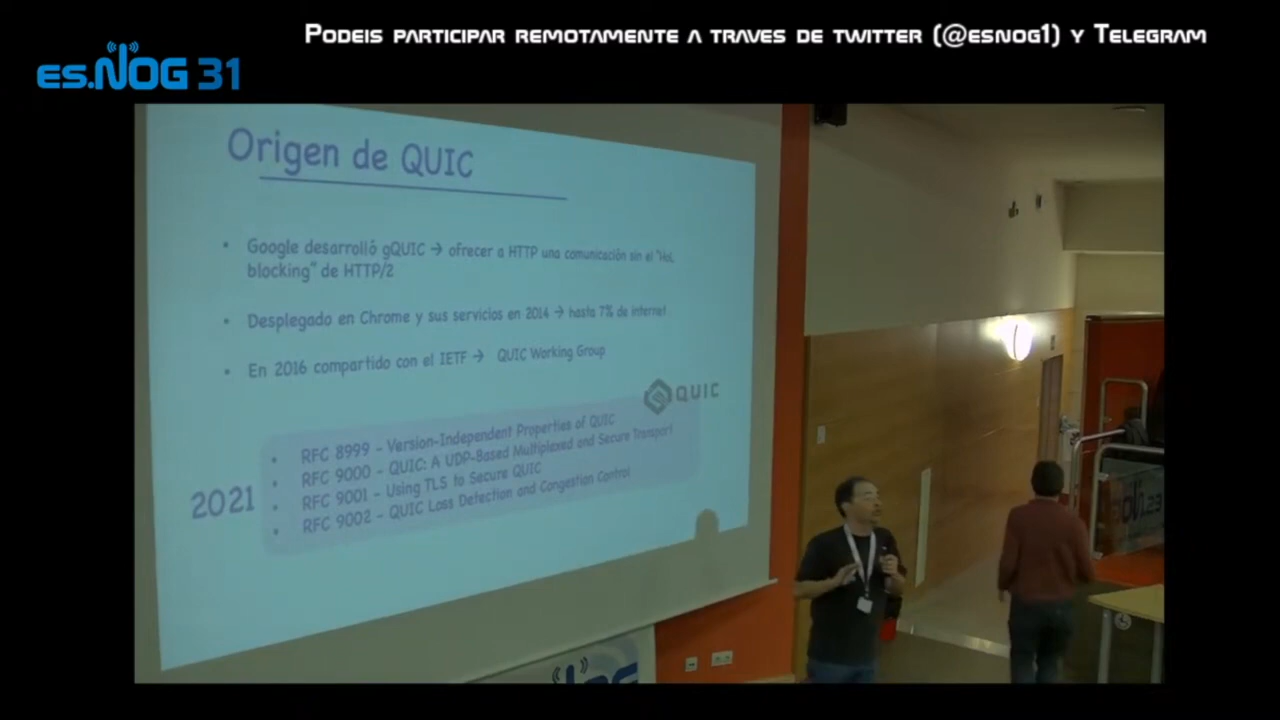 PODEIS PARTICIPAR REMOTAMENTE A TRAVES DE TWITTER (@ESNOG1) Y TELEGRAM
es.NOG 31
Origen de QUIC
• Google desarrolló gQUIC → ofrecer a HTTP una comunicación sin el "HoL
blocking" de HTTP/2
• Desplegado en Chrome y sus servicios en 2014 → hasta 7% de internet
• En 2016 compartido con el IETF → QUIC Working Group
QUIC
2021
• RFC 8999 - Version-Independent Properties of QUIC
• RFC 9000 - QUIC: A UDP-Based Multiplexed and Secure Transport
• RFC 9001 - Using TLS to Secure QUIC
• RFC 9002 - QUIC Loss Detection and Congestion Control